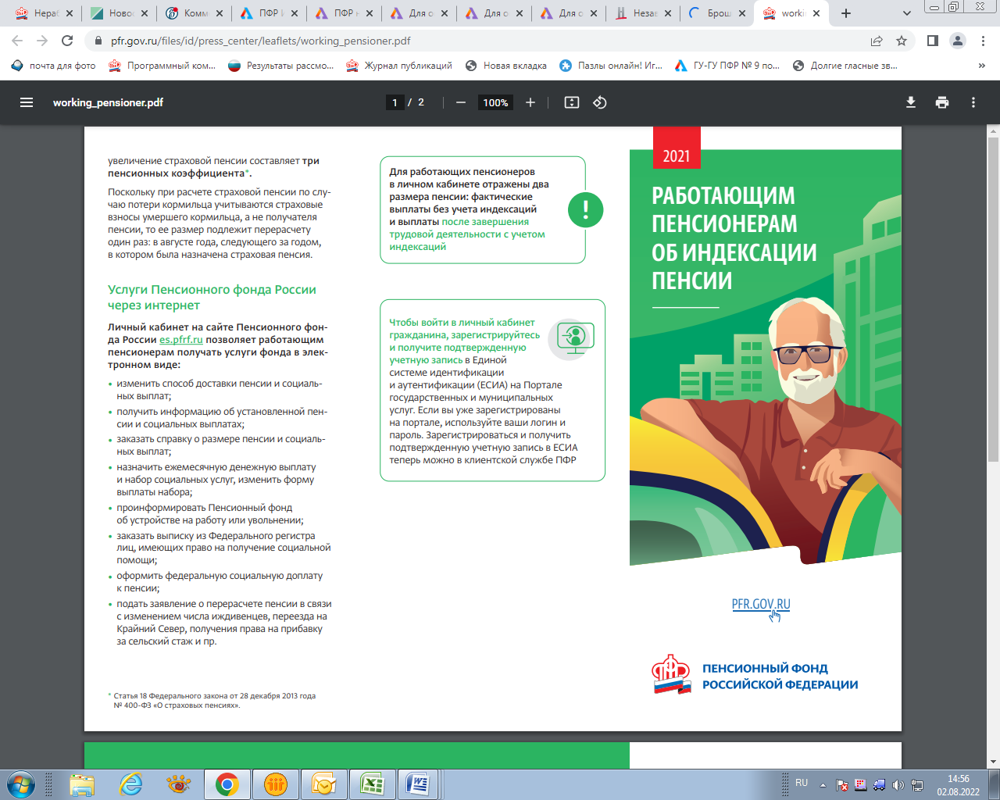 Нераб
Новос
Комме
ПФР И
ПФР н
Для о
Для о
Для о
Незав
Брош
worki
pfr.gov.ru/files/id/press_center/leaflets/working_pensioner.pdf
почта для фото
Программный ком...
Результаты рассмо...
Журнал публикаций
Новая вкладка
Пазлы онлайн! Иг...
ГУ-ГУ ПФР № 9 по...
Долгие гласные зв...
»
working_pensioner.pdf
1 / 2
100%
увеличение страховой пенсии составляет три
пенсионных коэффициента*.
Поскольку при расчете страховой пенсии по слу-
чаю потери кормильца учитываются страховые
взносы умершего кормильца, а не получателя
пенсии, то ее размер подлежит перерасчету
один раз: в августе года, следующего за годом,
в котором была назначена страховая пенсия.
Услуги Пенсионного фонда России
через интернет
Личный кабинет на сайте Пенсионного фон-
да России es.pfrf.ru позволяет работающим
пенсионерам получать услуги фонда в элек-
тронном виде:
• изменить способ доставки пенсии и социаль-
ных выплат;
• получить информацию об установленной пен-
сии и социальных выплатах;
• заказать справку о размере пенсии и социаль-
ных выплат;
• назначить ежемесячную денежную выплату
и набор социальных услуг, изменить форму
выплаты набора;
• проинформировать Пенсионный фонд
об устройстве на работу или увольнении;
• заказать выписку из Федерального регистра
лиц, имеющих право на получение социальной
помощи;
• оформить федеральную социальную доплату
к пенсии;
• подать заявление о перерасчете пенсии в связи
с изменением числа иждивенцев, переезда на
Крайний Север, получения права на прибавку
за сельский стаж и пр.
* Статья 18 Федерального закона от 28 декабря 2013 года
№ 400-ФЗ «О страховых пенсиях».
Для работающих пенсионеров
в личном кабинете отражены два
размера пенсии: фактические
выплаты без учета индексаций
и выплаты после завершения
трудовой деятельности с учетом
индексаций
!
Чтобы войти в личный кабинет
гражданина, зарегистрируйтесь
и получите подтвержденную
учетную запись в Единой
системе идентификации
и аутентификации (ЕСИА) на Портале
государственных и муниципальных
услуг. Если вы уже зарегистрированы
на портале, используйте ваши логин и
пароль. Зарегистрироваться и получить
подтвержденную учетную запись в ЕСИА
теперь можно в клиентской службе ПФР
2021
РАБОТАЮЩИМ
ПЕНСИОНЕРАМ
ОБ ИНДЕКСАЦИИ
ПЕНСИИ
PFR.GOV.RU
ПЕНСИОННЫЙ ФОНД
РОССИЙСКОЙ ФЕДЕРАЦИИ
RU
14:56
02.08.2022